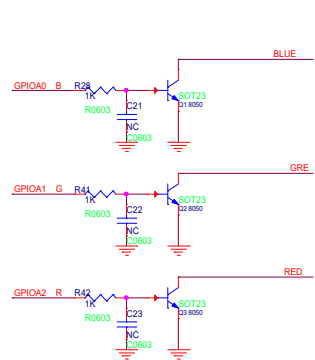 BLUE
GPIOA0 B R28
1K
R0603
C21
NC
C0603
SOT23
Q1 8050
GRE
GPIOA1 G R41
1K
R0603
C22
NC
C0603
SOT23
Q2 8050
RED
GPIOA2 R R42
1K
R0603
C23
NC
C0603
SOT23
Q3 8050